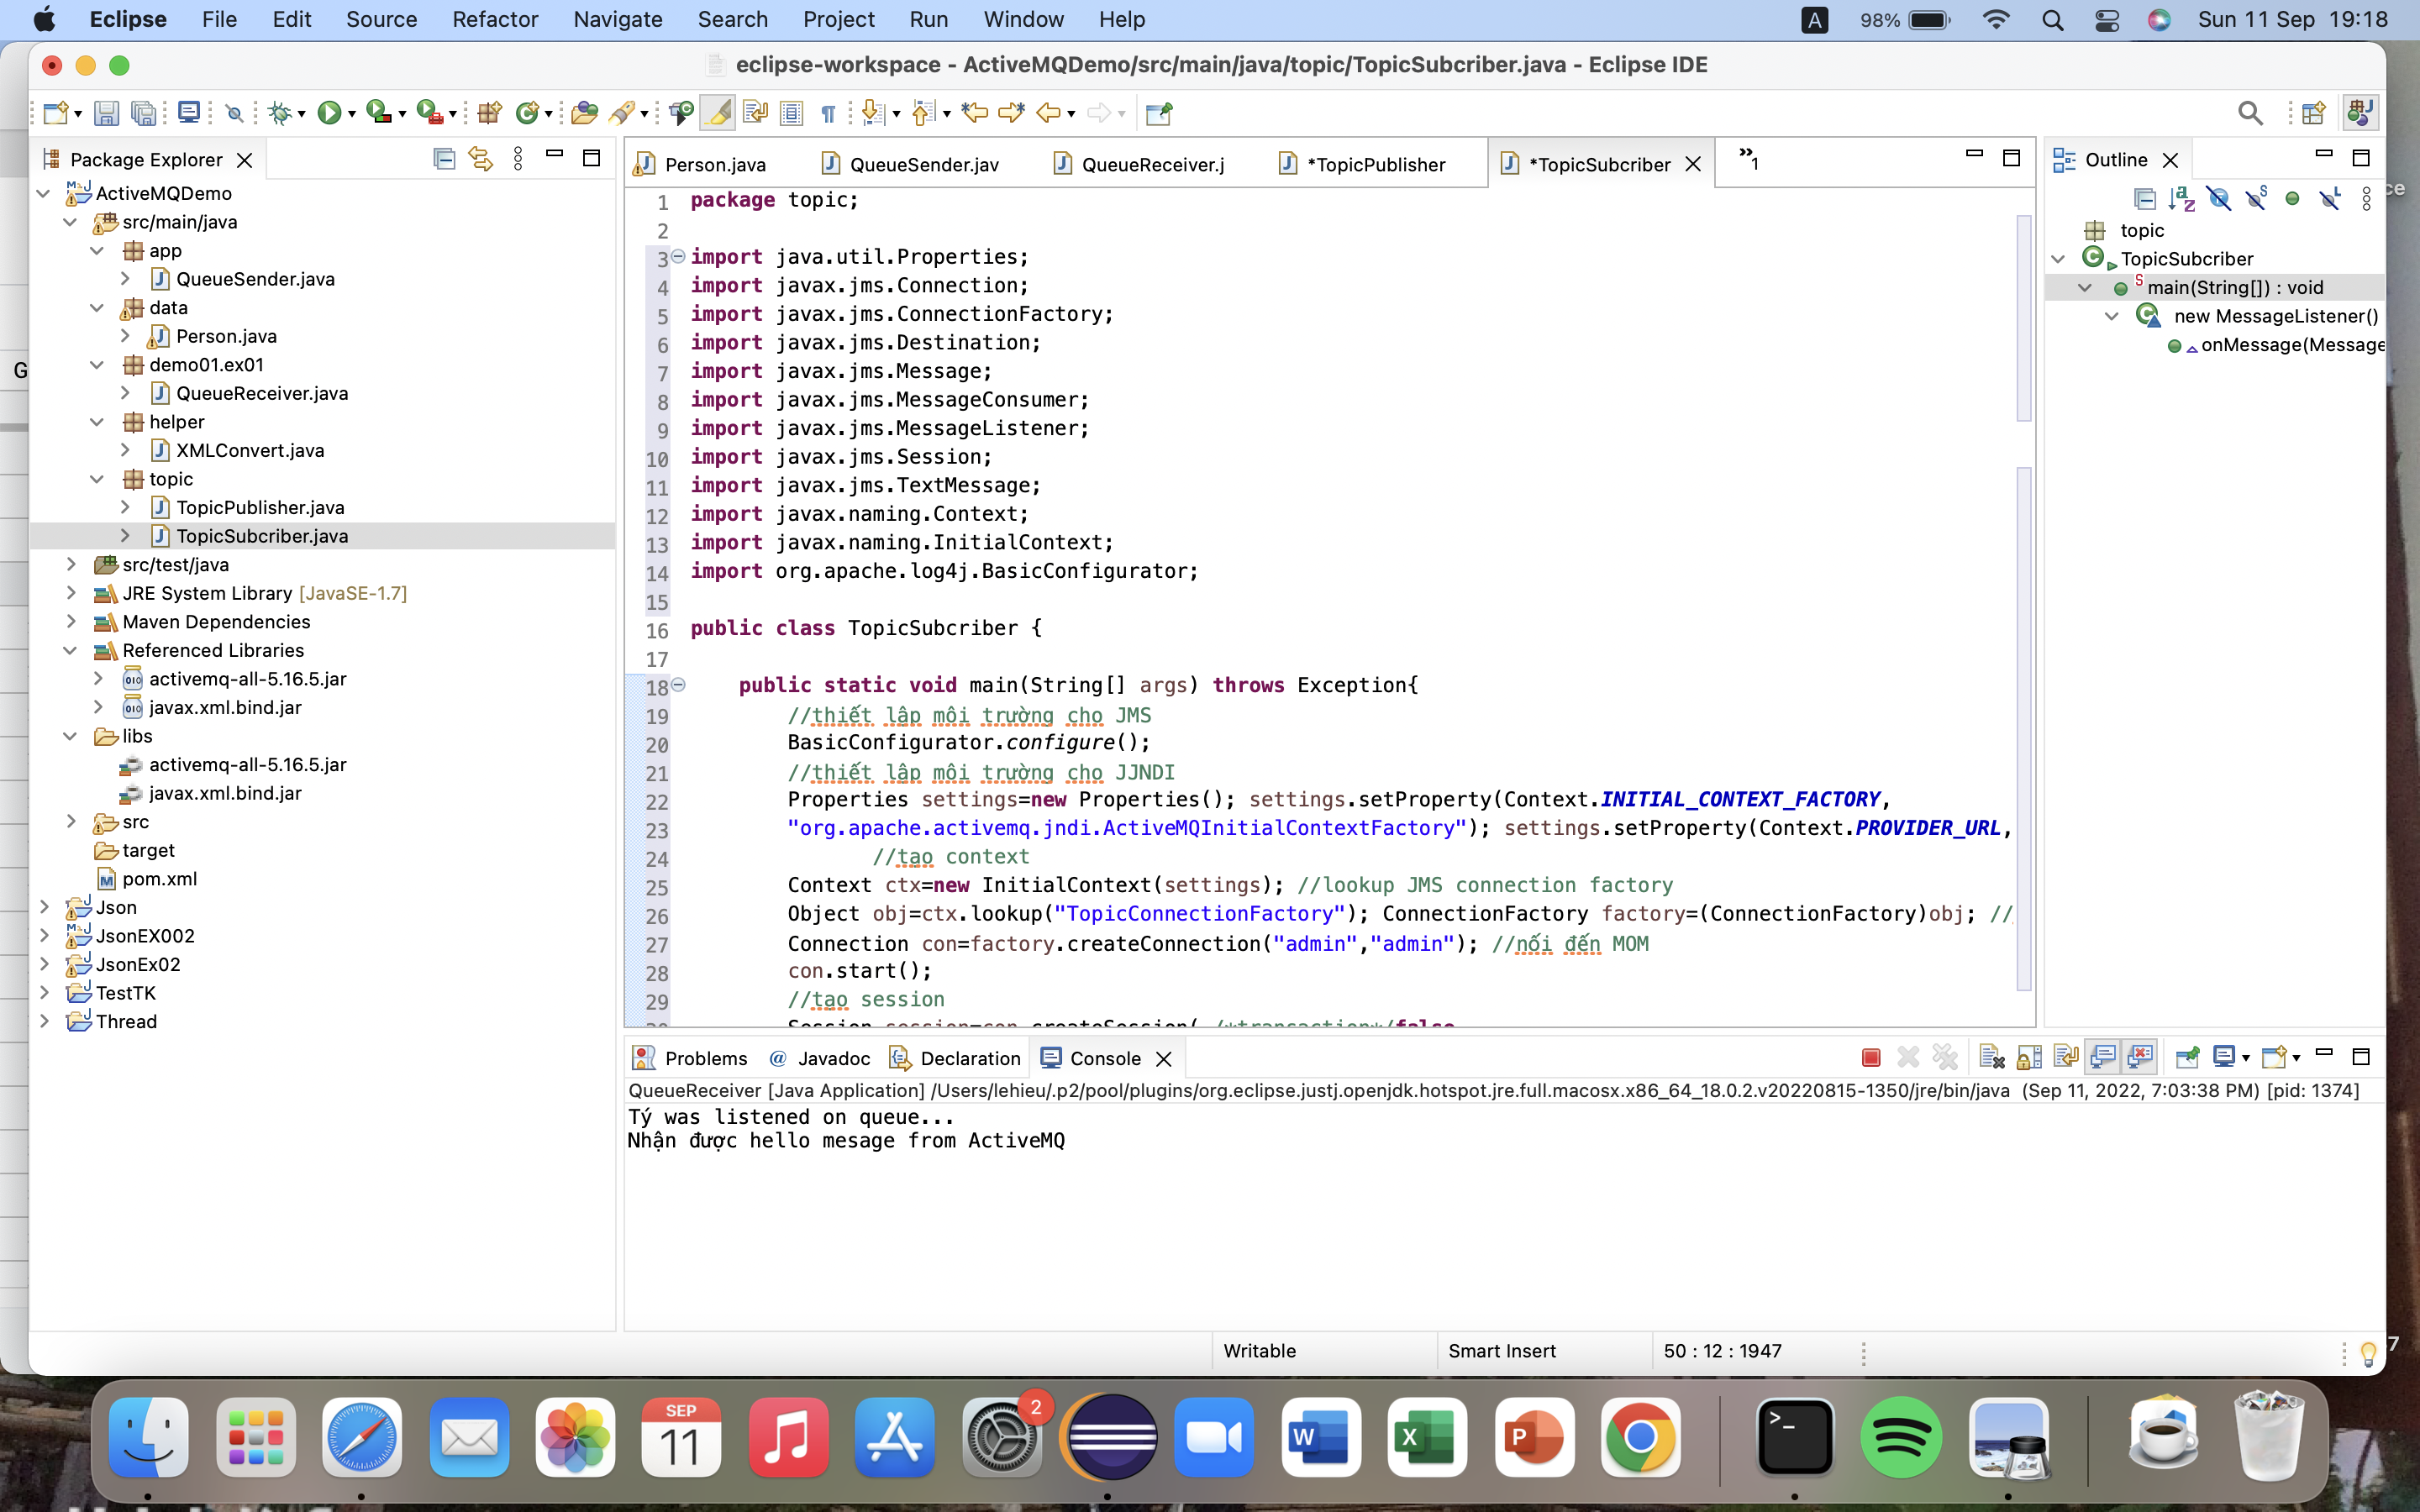 Eclipse File Edit Source Refactor Navigate Search Project Run Window Help A 98% Sun 11 Sep 19:18
eclipse-workspace - ActiveMQDemo/src/main/java/topic/TopicSubcriber.java - Eclipse IDE
Package Explorer
ActiveMQDemo
src/main/java
app
QueueSender.java
data
Person.java
demo01.ex01
QueueReceiver.java
helper
XMLConvert.java
topic
TopicPublisher.java
TopicSubcriber.java
src/test/java
JRE System Library [JavaSE-1.7]
Maven Dependencies
Referenced Libraries
activemq-all-5.16.5.jar
javax.xml.bind.jar
libs
activemq-all-5.16.5.jar
javax.xml.bind.jar
src
target
pom.xml
Json
JsonEX002
JsonEx02
TestTK
Thread
Person.java QueueSender.jav QueueReceiver.j *TopicPublisher *TopicSubcriber »1
1 package topic;
2
3 import java.util.Properties;
4 import javax.jms.Connection;
5 import javax.jms.ConnectionFactory;
6 import javax.jms.Destination;
7 import javax.jms.Message;
8 import javax.jms.MessageConsumer;
9 import javax.jms.MessageListener;
10 import javax.jms.Session;
11 import javax.jms.TextMessage;
12 import javax.naming.Context;
13 import javax.naming.InitialContext;
14 import org.apache.log4j.BasicConfigurator;
15
16 public class TopicSubcriber {
17
18 public static void main(String[] args) throws Exception{
19 //thiết lập môi trường cho JMS
20 BasicConfigurator.configure();
21 //thiết lập môi trường cho JJNDI
22 Properties settings=new Properties(); settings.setProperty(Context.INITIAL_CONTEXT_FACTORY,
23 "org.apache.activemq.jndi.ActiveMQInitialContextFactory"); settings.setProperty(Context.PROVIDER_URL,
24 //tạo context
25 Context ctx=new InitialContext(settings); //lookup JMS connection factory
26 Object obj=ctx.lookup("TopicConnectionFactory"); ConnectionFactory factory=(ConnectionFactory)obj; //
27 Connection con=factory.createConnection("admin","admin"); //nối đến MOM
28 con.start();
29 //tạo session
30 Session session=con.createSession( /*transaction*/false
Outline
topic
TopicSubcriber
main(String[]) : void
new MessageListener()
onMessage(Message
Problems @ Javadoc Declaration Console
QueueReceiver [Java Application] /Users/lehieu/.p2/pool/plugins/org.eclipse.justj.openjdk.hotspot.jre.full.macosx.x86_64_18.0.2.v20220815-1350/jre/bin/java (Sep 11, 2022, 7:03:38 PM) [pid: 1374]
Tý was listened on queue...
Nhận được hello mesage from ActiveMQ
Writable Smart Insert 50 : 12 : 1947
SEP
11
2
W X P